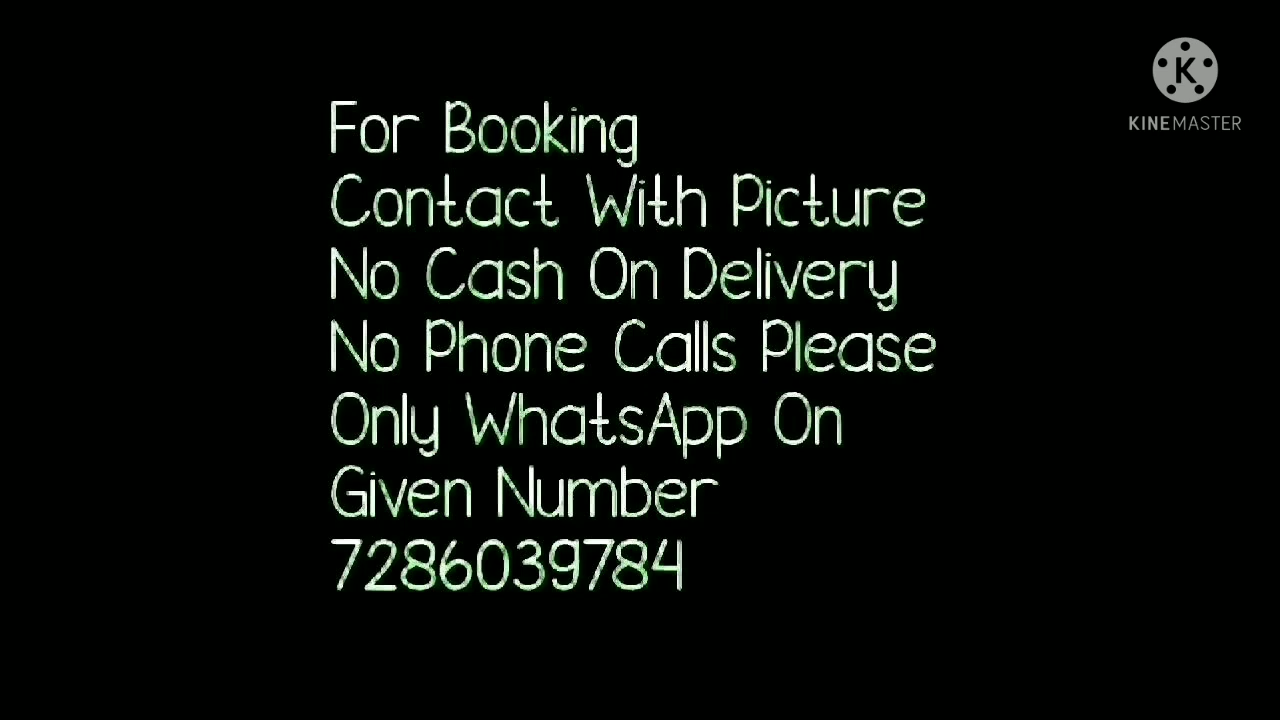 KINEMASTER
For Booking
Contact With Picture
No Cash On Delivery
No Phone Calls Please
Only WhatsApp On
Given Number
7286039784